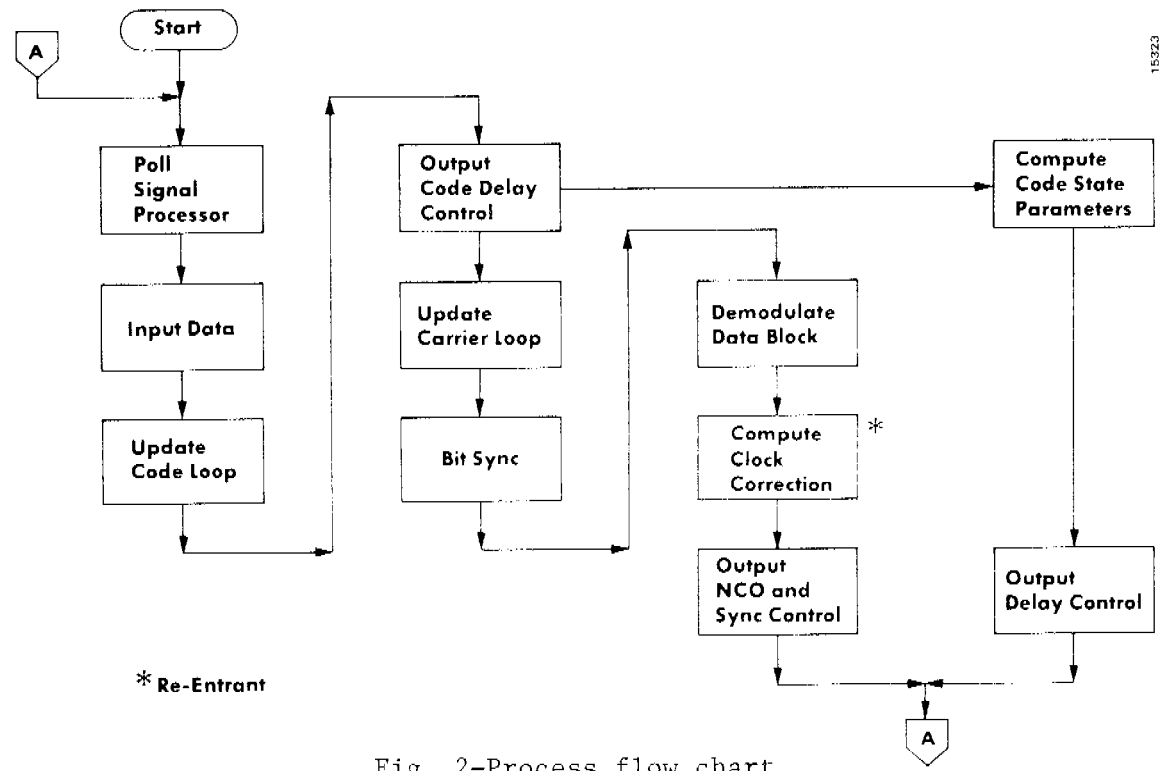 Start
A
15323
Poll
Signal
Processor
Input Data
Update
Code Loop
Output
Code Delay
Control
Update
Carrier Loop
Bit Sync
Demodulate
Data Block
Compute
Clock
Correction
*
Output
NCO and
Sync Control
Compute
Code State
Parameters
Output
Delay Control
A
* Re-Entrant
Fig. 2-Process flow chart